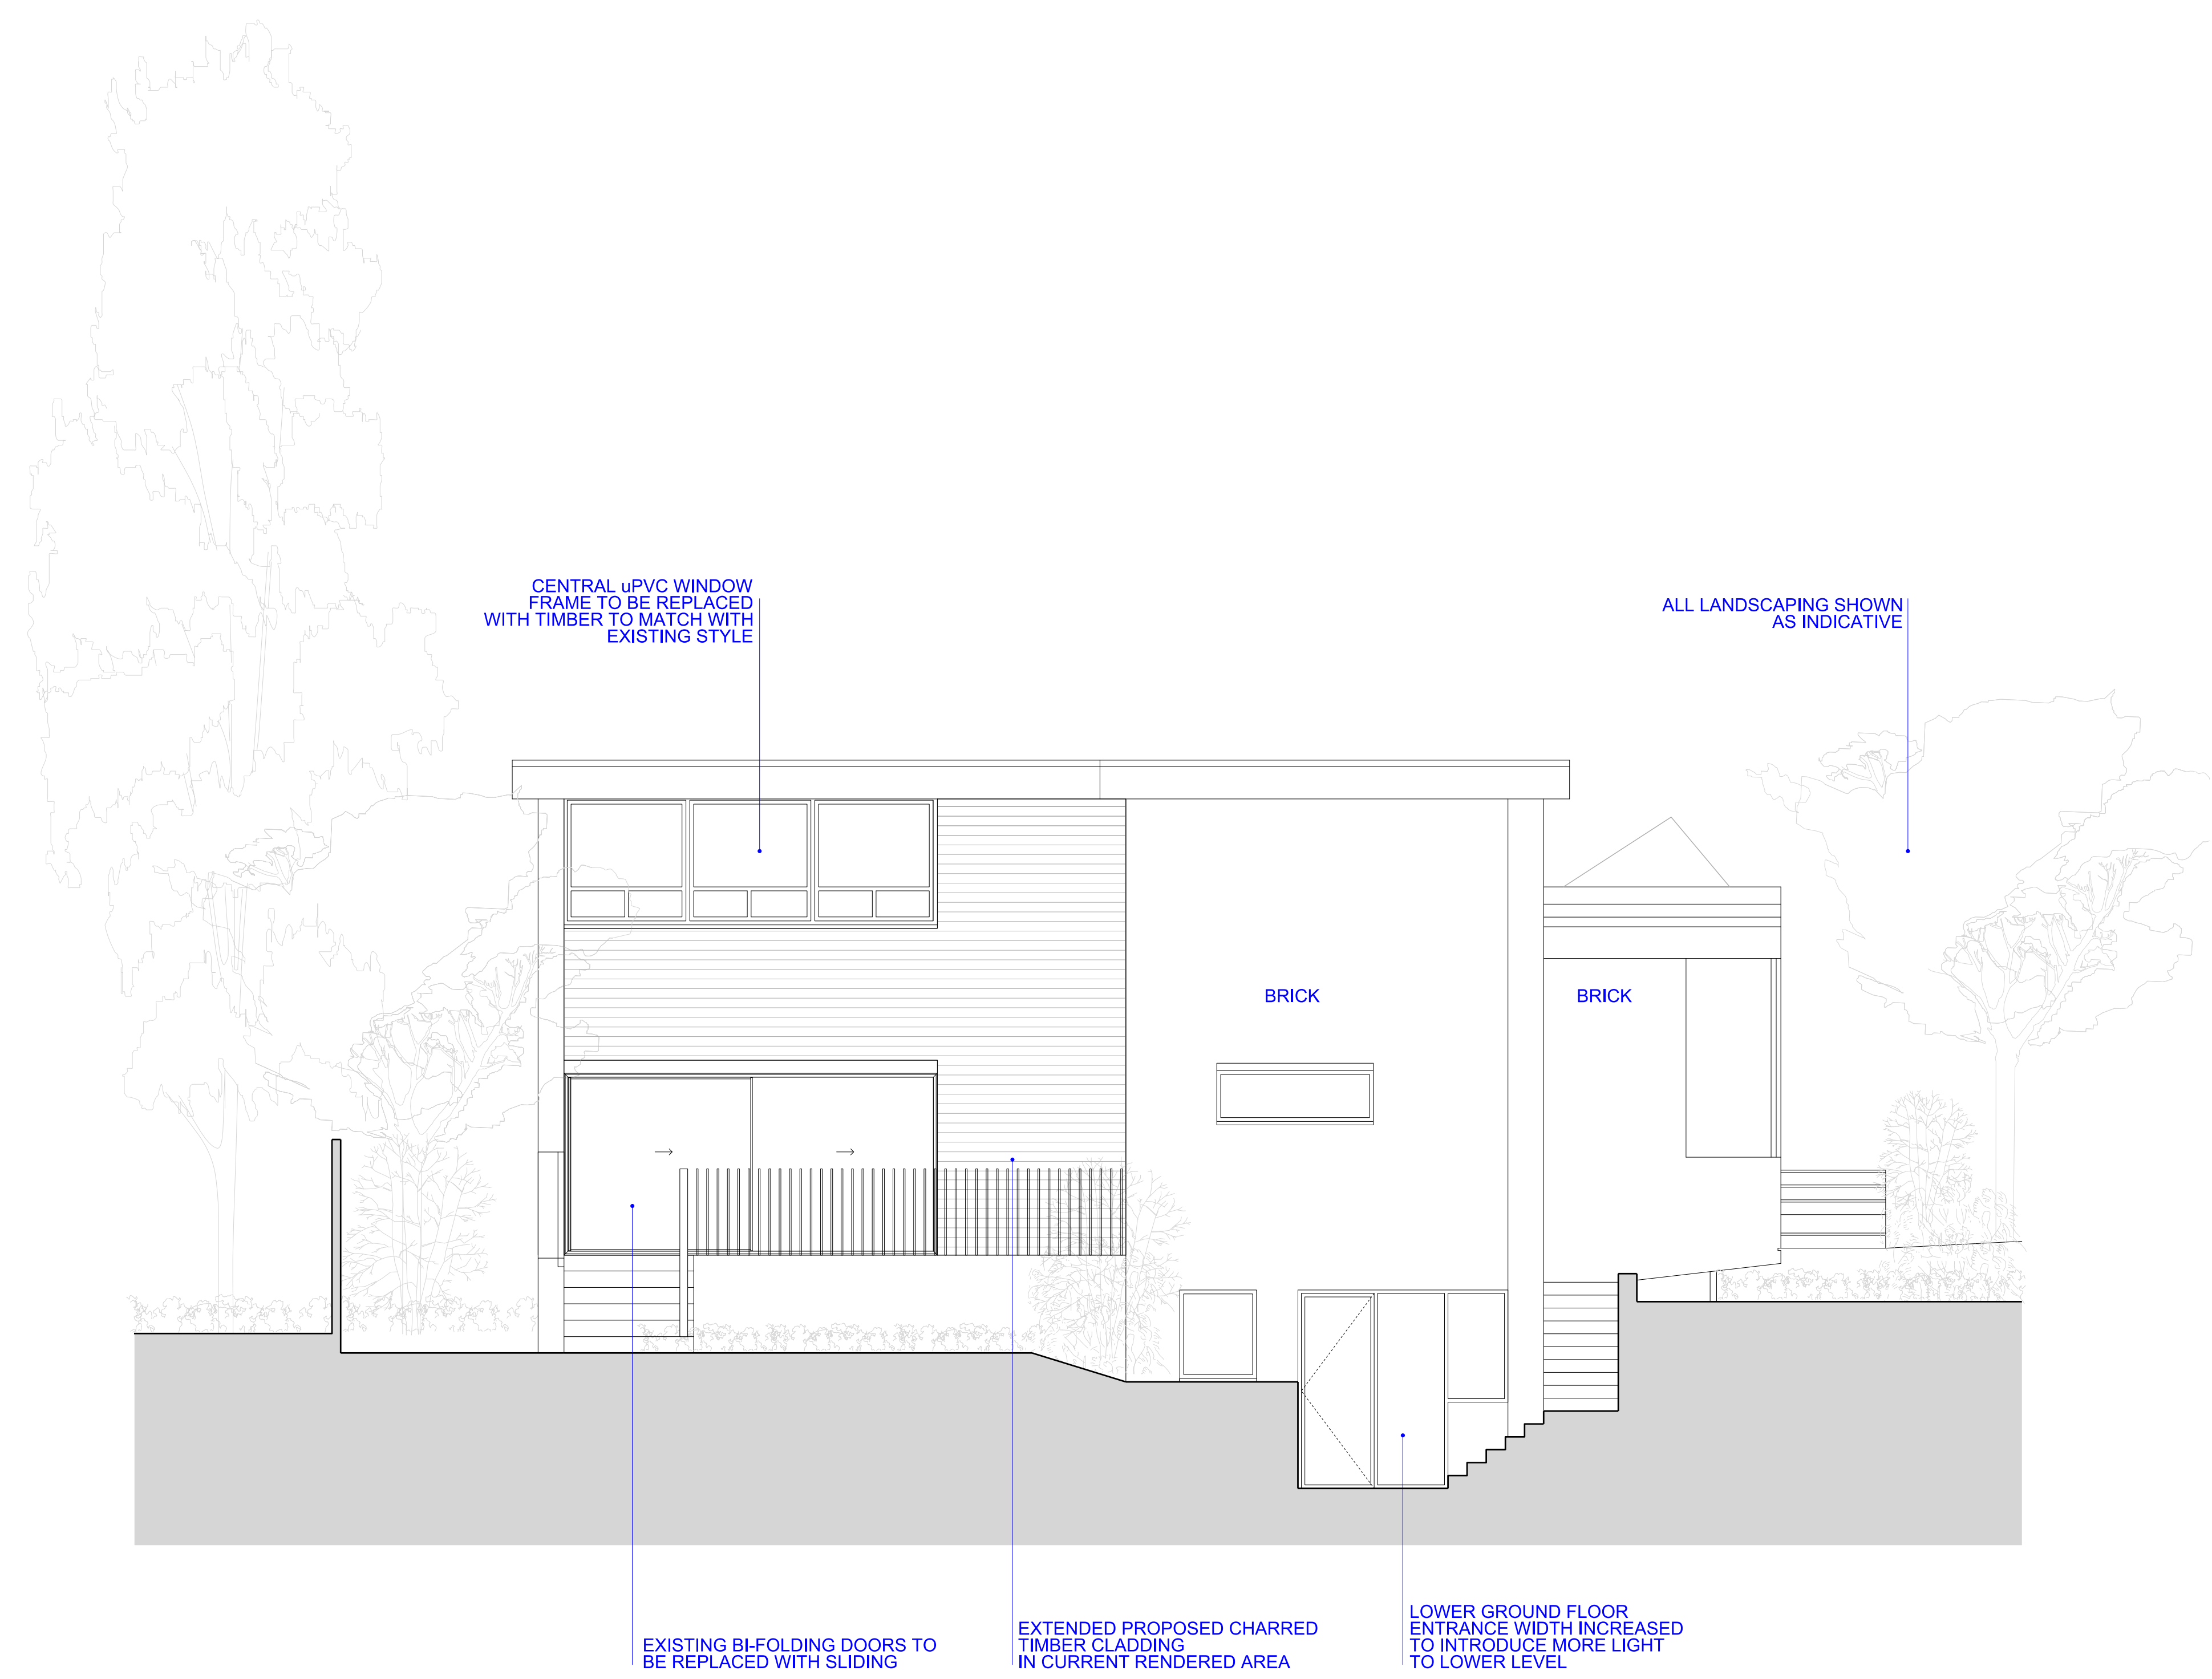 CENTRAL uPVC WINDOW
FRAME TO BE REPLACED
WITH TIMBER TO MATCH WITH
EXISTING STYLE
ALL LANDSCAPING SHOWN
AS INDICATIVE
BRICK
BRICK
EXISTING BI-FOLDING DOORS TO
BE REPLACED WITH SLIDING
EXTENDED PROPOSED CHARRED
TIMBER CLADDING
IN CURRENT RENDERED AREA
LOWER GROUND FLOOR
ENTRANCE WIDTH INCREASED
TO INTRODUCE MORE LIGHT
TO LOWER LEVEL